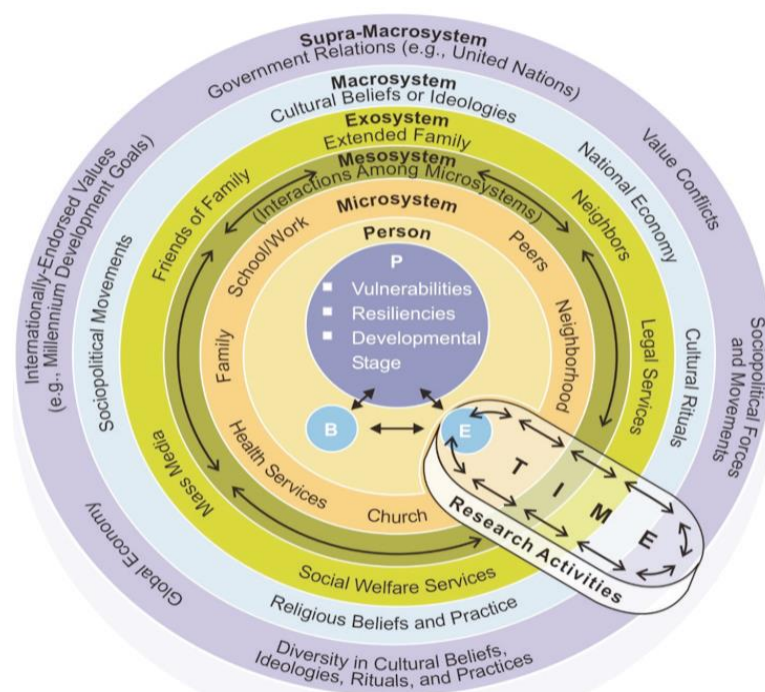 Supra-Macrosystem
Government Relations (e.g., United Nations)
Internationally-Endorsed Values
(e.g., Millennium Development Goals)
Value Conflicts
Sociopolitical Forces
and Movements
Global Economy
Diversity in Cultural Beliefs,
Ideologies, Rituals, and Practices
Macrosystem
Cultural Beliefs or Ideologies
National Economy
Sociopolitical Movements
Cultural Rituals
Religious Beliefs and Practice
Exosystem
Extended Family
Friends of Family
Neighbors
Legal Services
Mass Media
Social Welfare Services
Mesosystem
(Interactions Among Microsystems)
Microsystem
School/Work
Peers
Family
Neighborhood
Health Services
Church
Person
P
Vulnerabilities
Resiliencies
Developmental
Stage
B
E
TIME
Research Activities